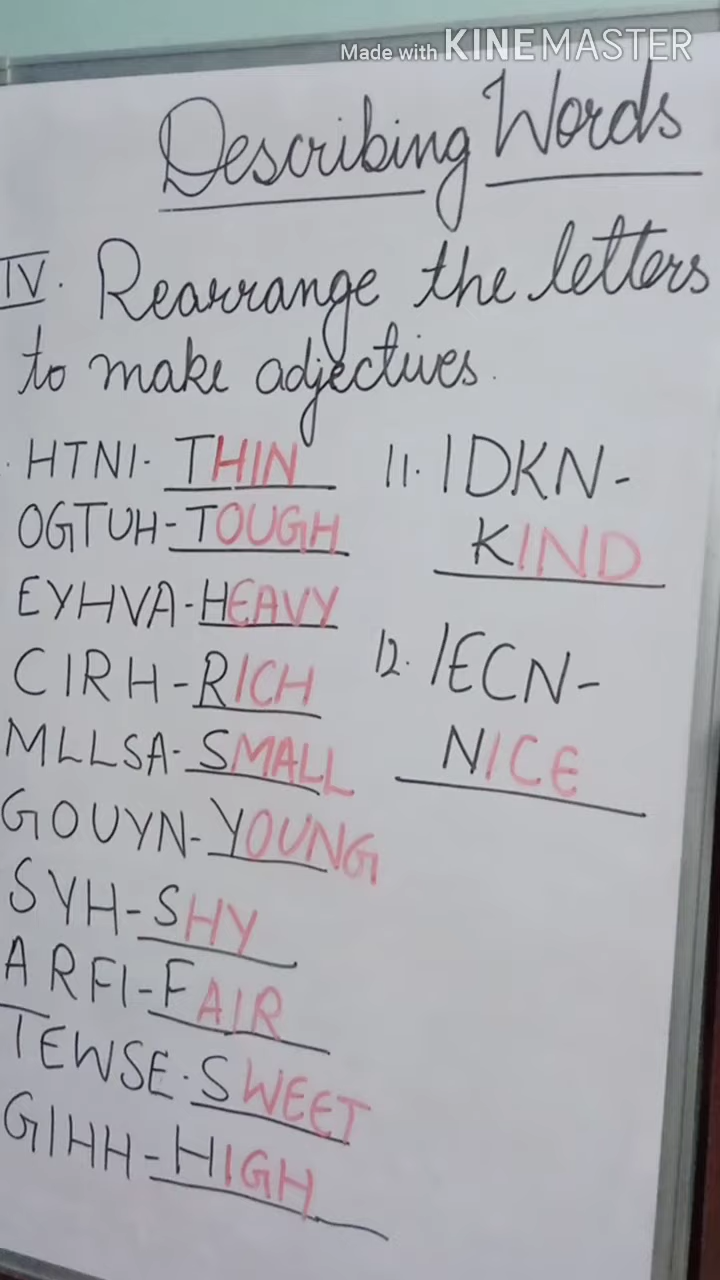 Made with KINEMASTER
Describing Words
IV. Rearrange the letters
to make adjectives.
HTNI- THIN
OGTUH- TOUGH
EYHVA- HEAVY
CIRH- RICH
MLLSA- SMALL
GOUYN- YOUNG
SYH- SHY
ARFI- FAIR
TEWSE- SWEET
GIHH- HIGH
11. IDKN-
KIND
12. IECN-
NICE